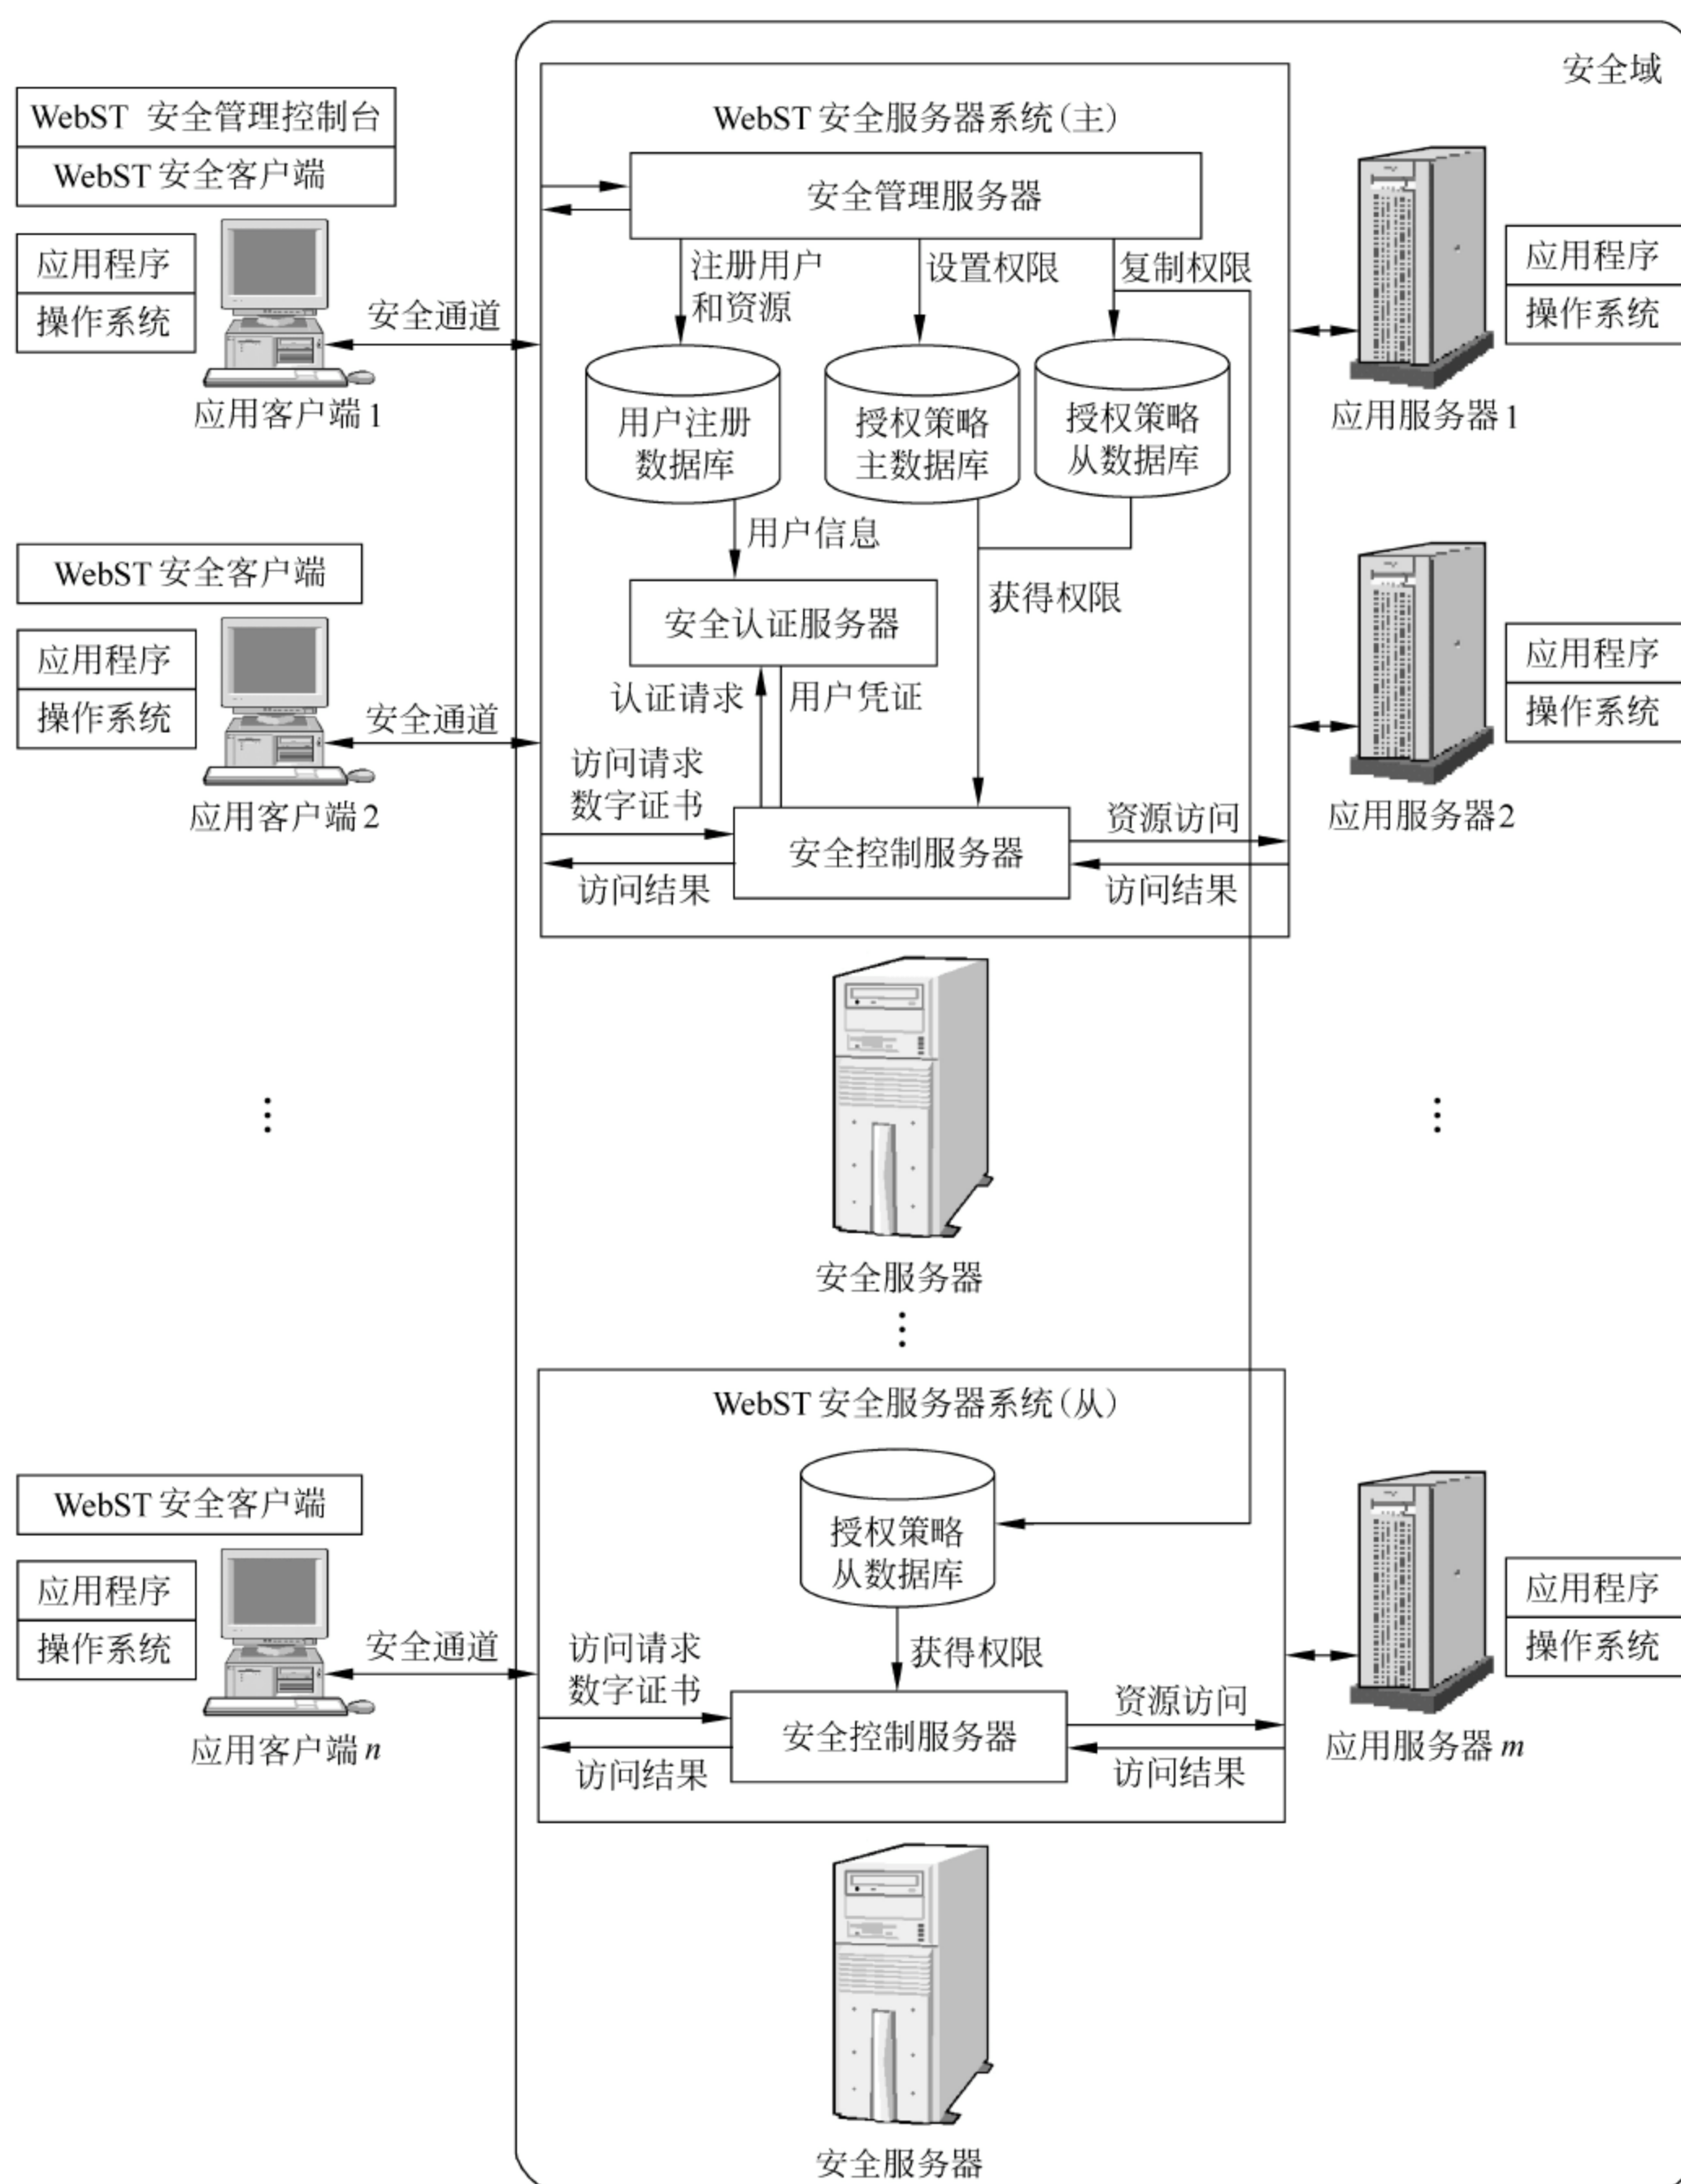 安全域
WebST 安全管理控制台
WebST 安全客户端
应用程序
操作系统
应用客户端1
安全通道
WebST 安全服务器系统(主)
安全管理服务器
注册用户
和资源
设置权限
复制权限
用户注册
数据库
授权策略
主数据库
授权策略
从数据库
用户信息
安全认证服务器
获得权限
认证请求
用户凭证
访问请求
数字证书
访问结果
安全控制服务器
资源访问
访问结果
应用程序
操作系统
应用服务器1
WebST 安全客户端
应用程序
操作系统
应用客户端2
安全通道
应用程序
操作系统
应用服务器2
安全服务器
WebST 安全服务器系统(从)
授权策略
从数据库
获得权限
访问请求
数字证书
访问结果
安全控制服务器
资源访问
访问结果
WebST 安全客户端
应用程序
操作系统
应用客户端n
安全通道
应用程序
操作系统
应用服务器m
安全服务器